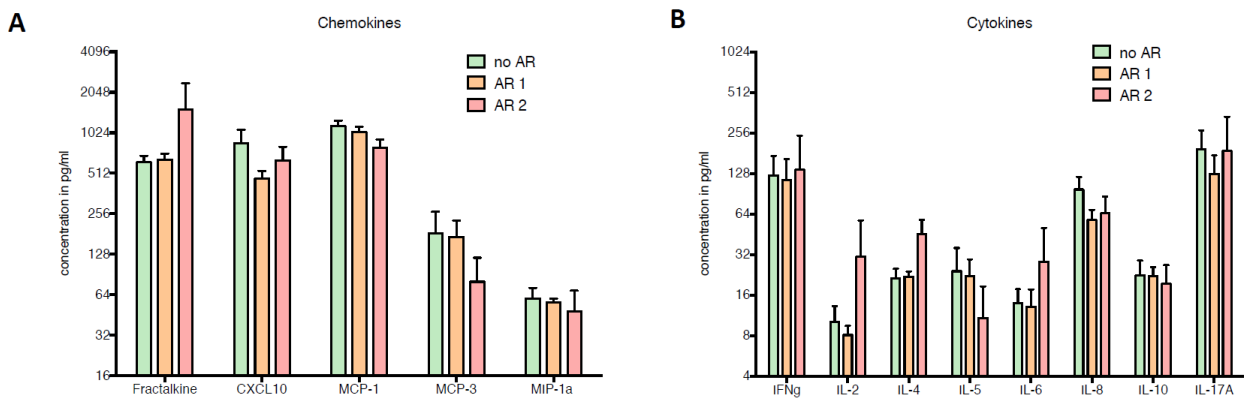 A
Chemokines
4096
2048
1024
512
256
128
64
32
16
concentration in pg/ml
no AR
AR 1
AR 2
Fractalkine CXCL10 MCP-1 MCP-3 MIP-1a
B
Cytokines
1024
512
256
128
64
32
16
8
4
concentration in pg/ml
no AR
AR 1
AR 2
IFNg IL-2 IL-4 IL-5 IL-6 IL-8 IL-10 IL-17A